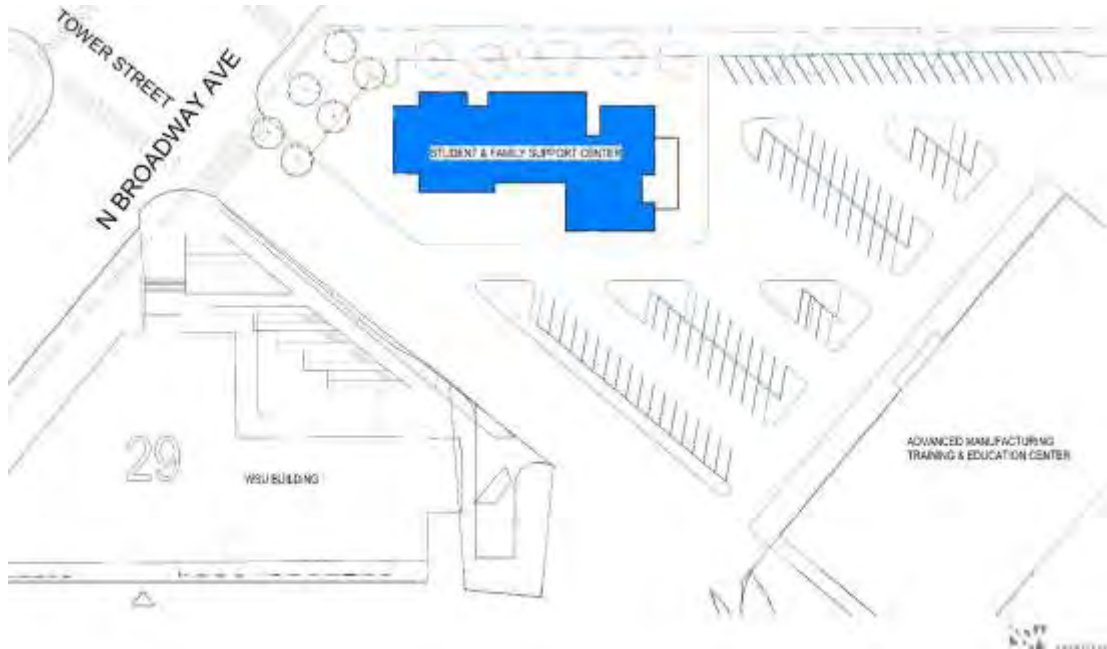 TOWER STREET
N BROADWAY AVE
STUDENT & FAMILY SUPPORT CENTER
29
WSU BUILDING
ADVANCED MANUFACTURING
TRAINING & EDUCATION CENTER